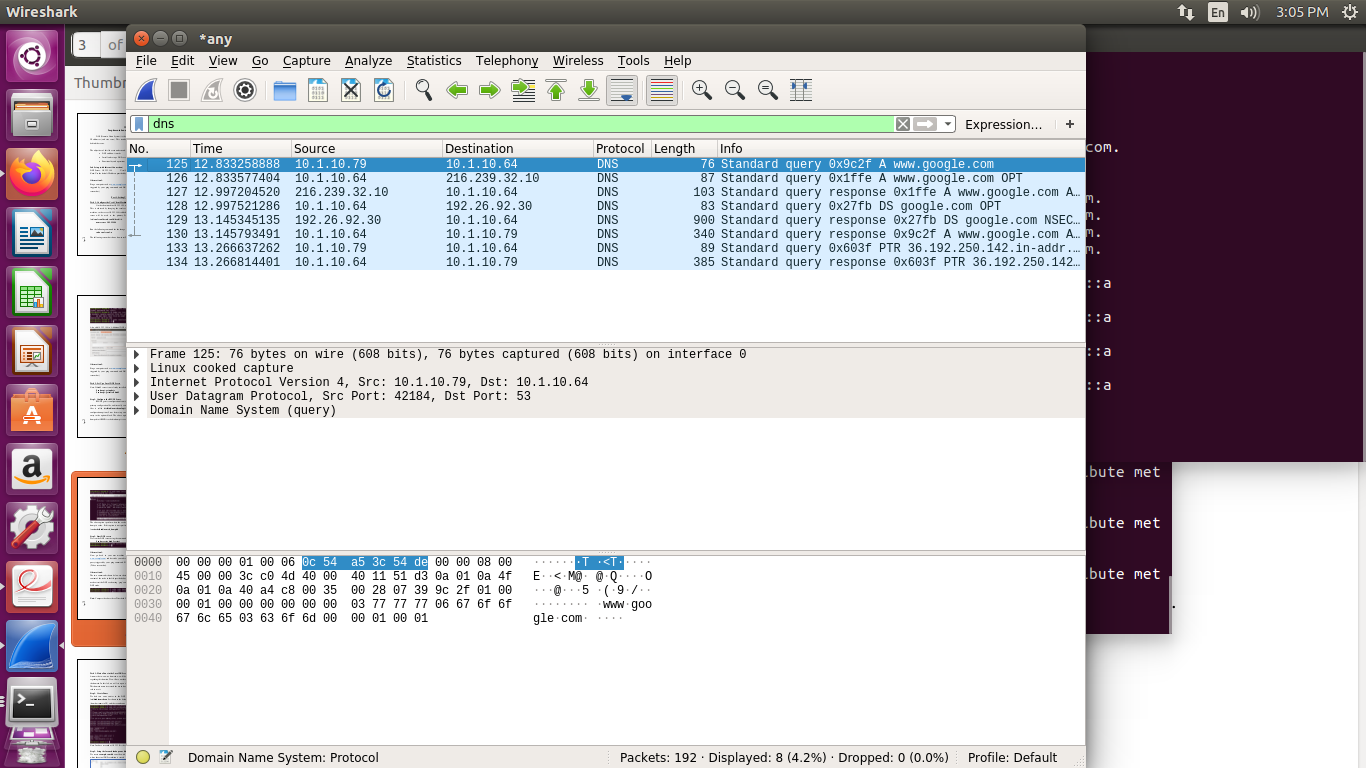 Wireshark
En
3:05 PM
3 of
Thumbn
*any
File Edit View Go Capture Analyze Statistics Telephony Wireless Tools Help
dns
Expression…
+
No. Time Source Destination Protocol Length Info
125 12.833258888 10.1.10.79 10.1.10.64 DNS 76 Standard query 0x9c2f A www.google.com
126 12.833577404 10.1.10.64 216.239.32.10 DNS 87 Standard query 0x1ffe A www.google.com OPT
216.239.32.10 10.1.10.64 DNS 103 Standard query response 0x1ffe A www.google.com A…
128 12.997521286 10.1.10.64 192.26.92.30 DNS 83 Standard query 0x27fb DS google.com OPT
192.26.92.30 10.1.10.64 DNS 900 Standard query response 0x27fb DS google.com NSEC…
130 13.145793491 10.1.10.64 10.1.10.79 DNS 340 Standard query response 0x9c2f A www.google.com A…
133 13.266637262 10.1.10.79 10.1.10.64 DNS 89 Standard query 0x603f PTR 36.192.250.142.in-addr.…
134 13.266814401 10.1.10.64 10.1.10.79 DNS 385 Standard query response 0x603f PTR 36.192.250.142…
Frame 125: 76 bytes on wire (608 bits), 76 bytes captured (608 bits) on interface 0
Linux cooked capture
Internet Protocol Version 4, Src: 10.1.10.79, Dst: 10.1.10.64
User Datagram Protocol, Src Port: 42184, Dst Port: 53
Domain Name System (query)
0000 00 00 00 01 00 06 0c 54 a5 3c 54 de 00 00 08 00 ·······T ·<T·····
0010 45 00 00 3c c0 4d 40 00 40 11 51 d3 0a 01 0a 4f E··<·M@· @·Q····O
0020 0a 01 0a 40 a4 c8 00 35 00 28 07 39 9c 2f 01 00 ···@···5 ·(·9·/··
0030 00 01 00 00 00 00 00 00 03 77 77 77 06 67 6f 6f ········ ·www·goo
0040 67 6c 65 03 63 6f 6d 00 00 01 00 01 gle·com· ····
com.
m.
m.
m.
m.
::a
::a
::a
::a
bute met
bute met
bute met
Domain Name System: Protocol
Packets: 192 · Displayed: 8 (4.2%) · Dropped: 0 (0.0%)
Profile: Default